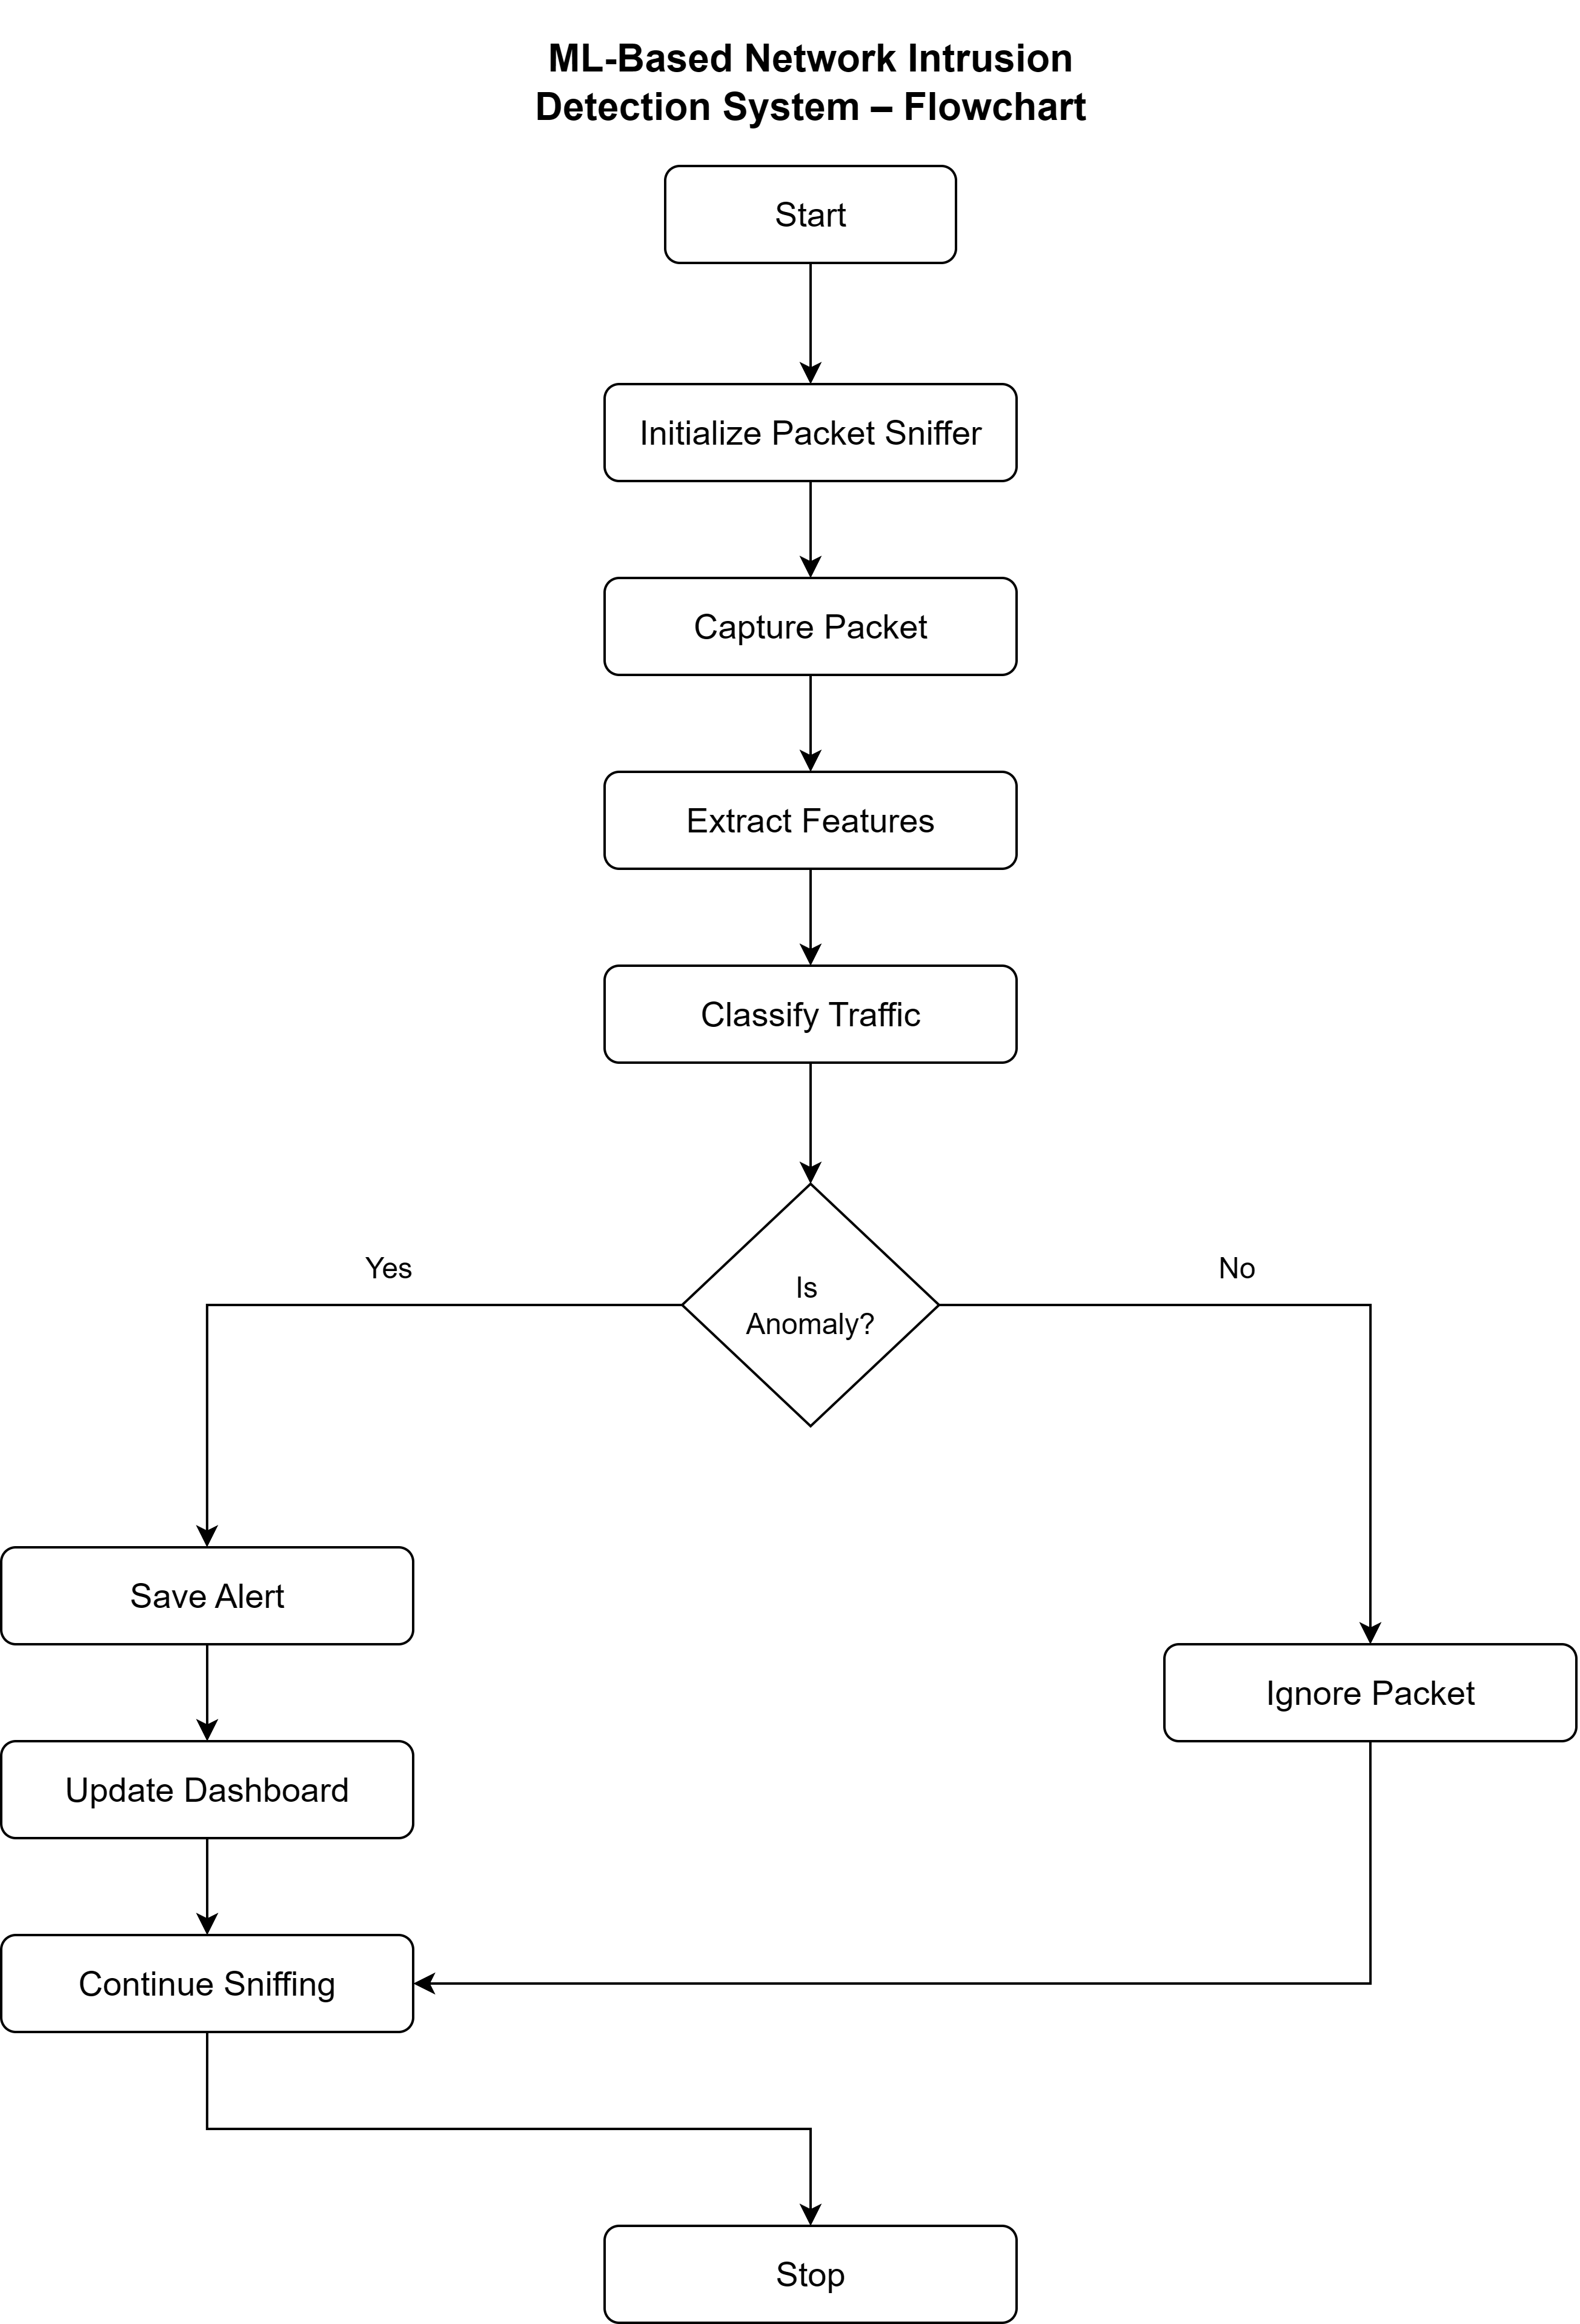 ML-Based Network Intrusion
Detection System – Flowchart
Start
Initialize Packet Sniffer
Capture Packet
Extract Features
Classify Traffic
Is
Anomaly?
Yes
No
Save Alert
Ignore Packet
Update Dashboard
Continue Sniffing
Stop